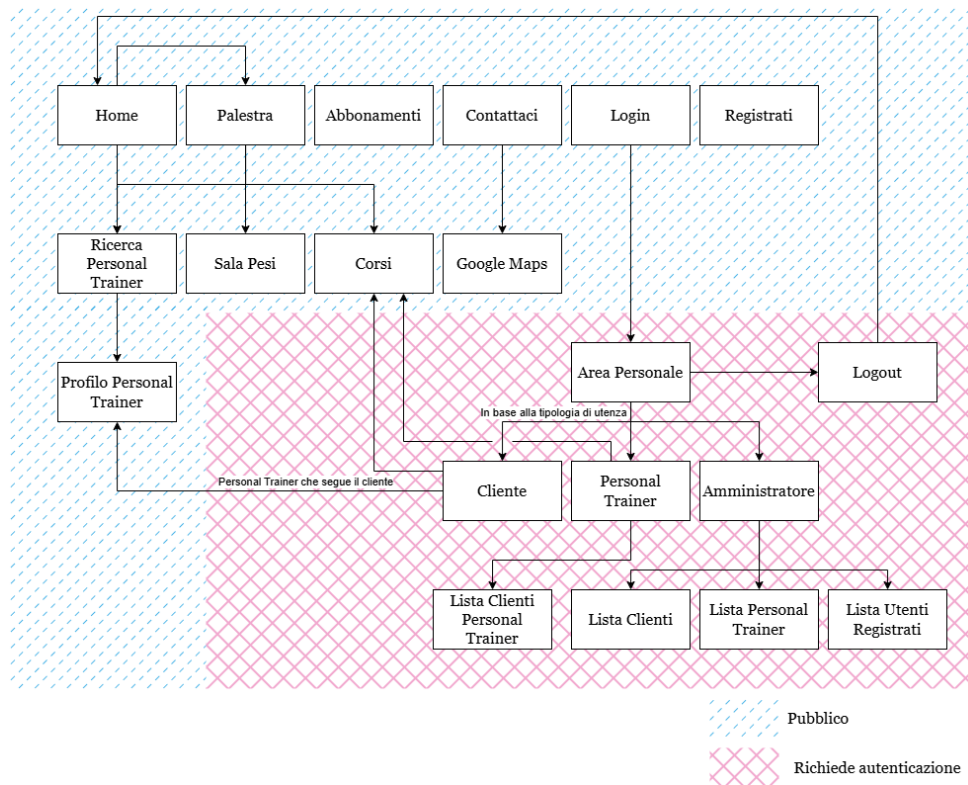 Home
Palestra
Abbonamenti
Contattaci
Login
Registrati
Ricerca
Personal
Trainer
Sala Pesi
Corsi
Google Maps
Area Personale
Logout
Profilo Personal
Trainer
In base alla tipologia di utenza
Personal Trainer che segue il cliente
Cliente
Personal
Trainer
Amministratore
Lista Clienti
Personal
Trainer
Lista Clienti
Lista Personal
Trainer
Lista Utenti
Registrati
Pubblico
Richiede autenticazione